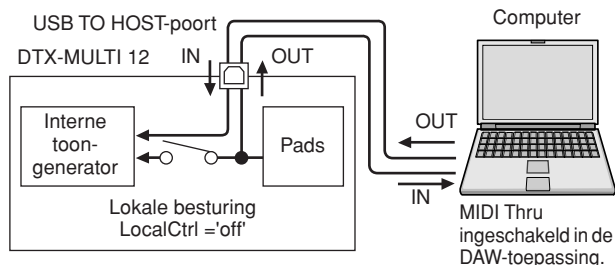 USB TO HOST-poort
DTX-MULTI 12
IN
OUT
Computer
Interne
toon-
generator
Pads
Lokale besturing
LocalCtrl ='off'
OUT
IN
MIDI Thru
ingeschakeld in de
DAW-toepassing.